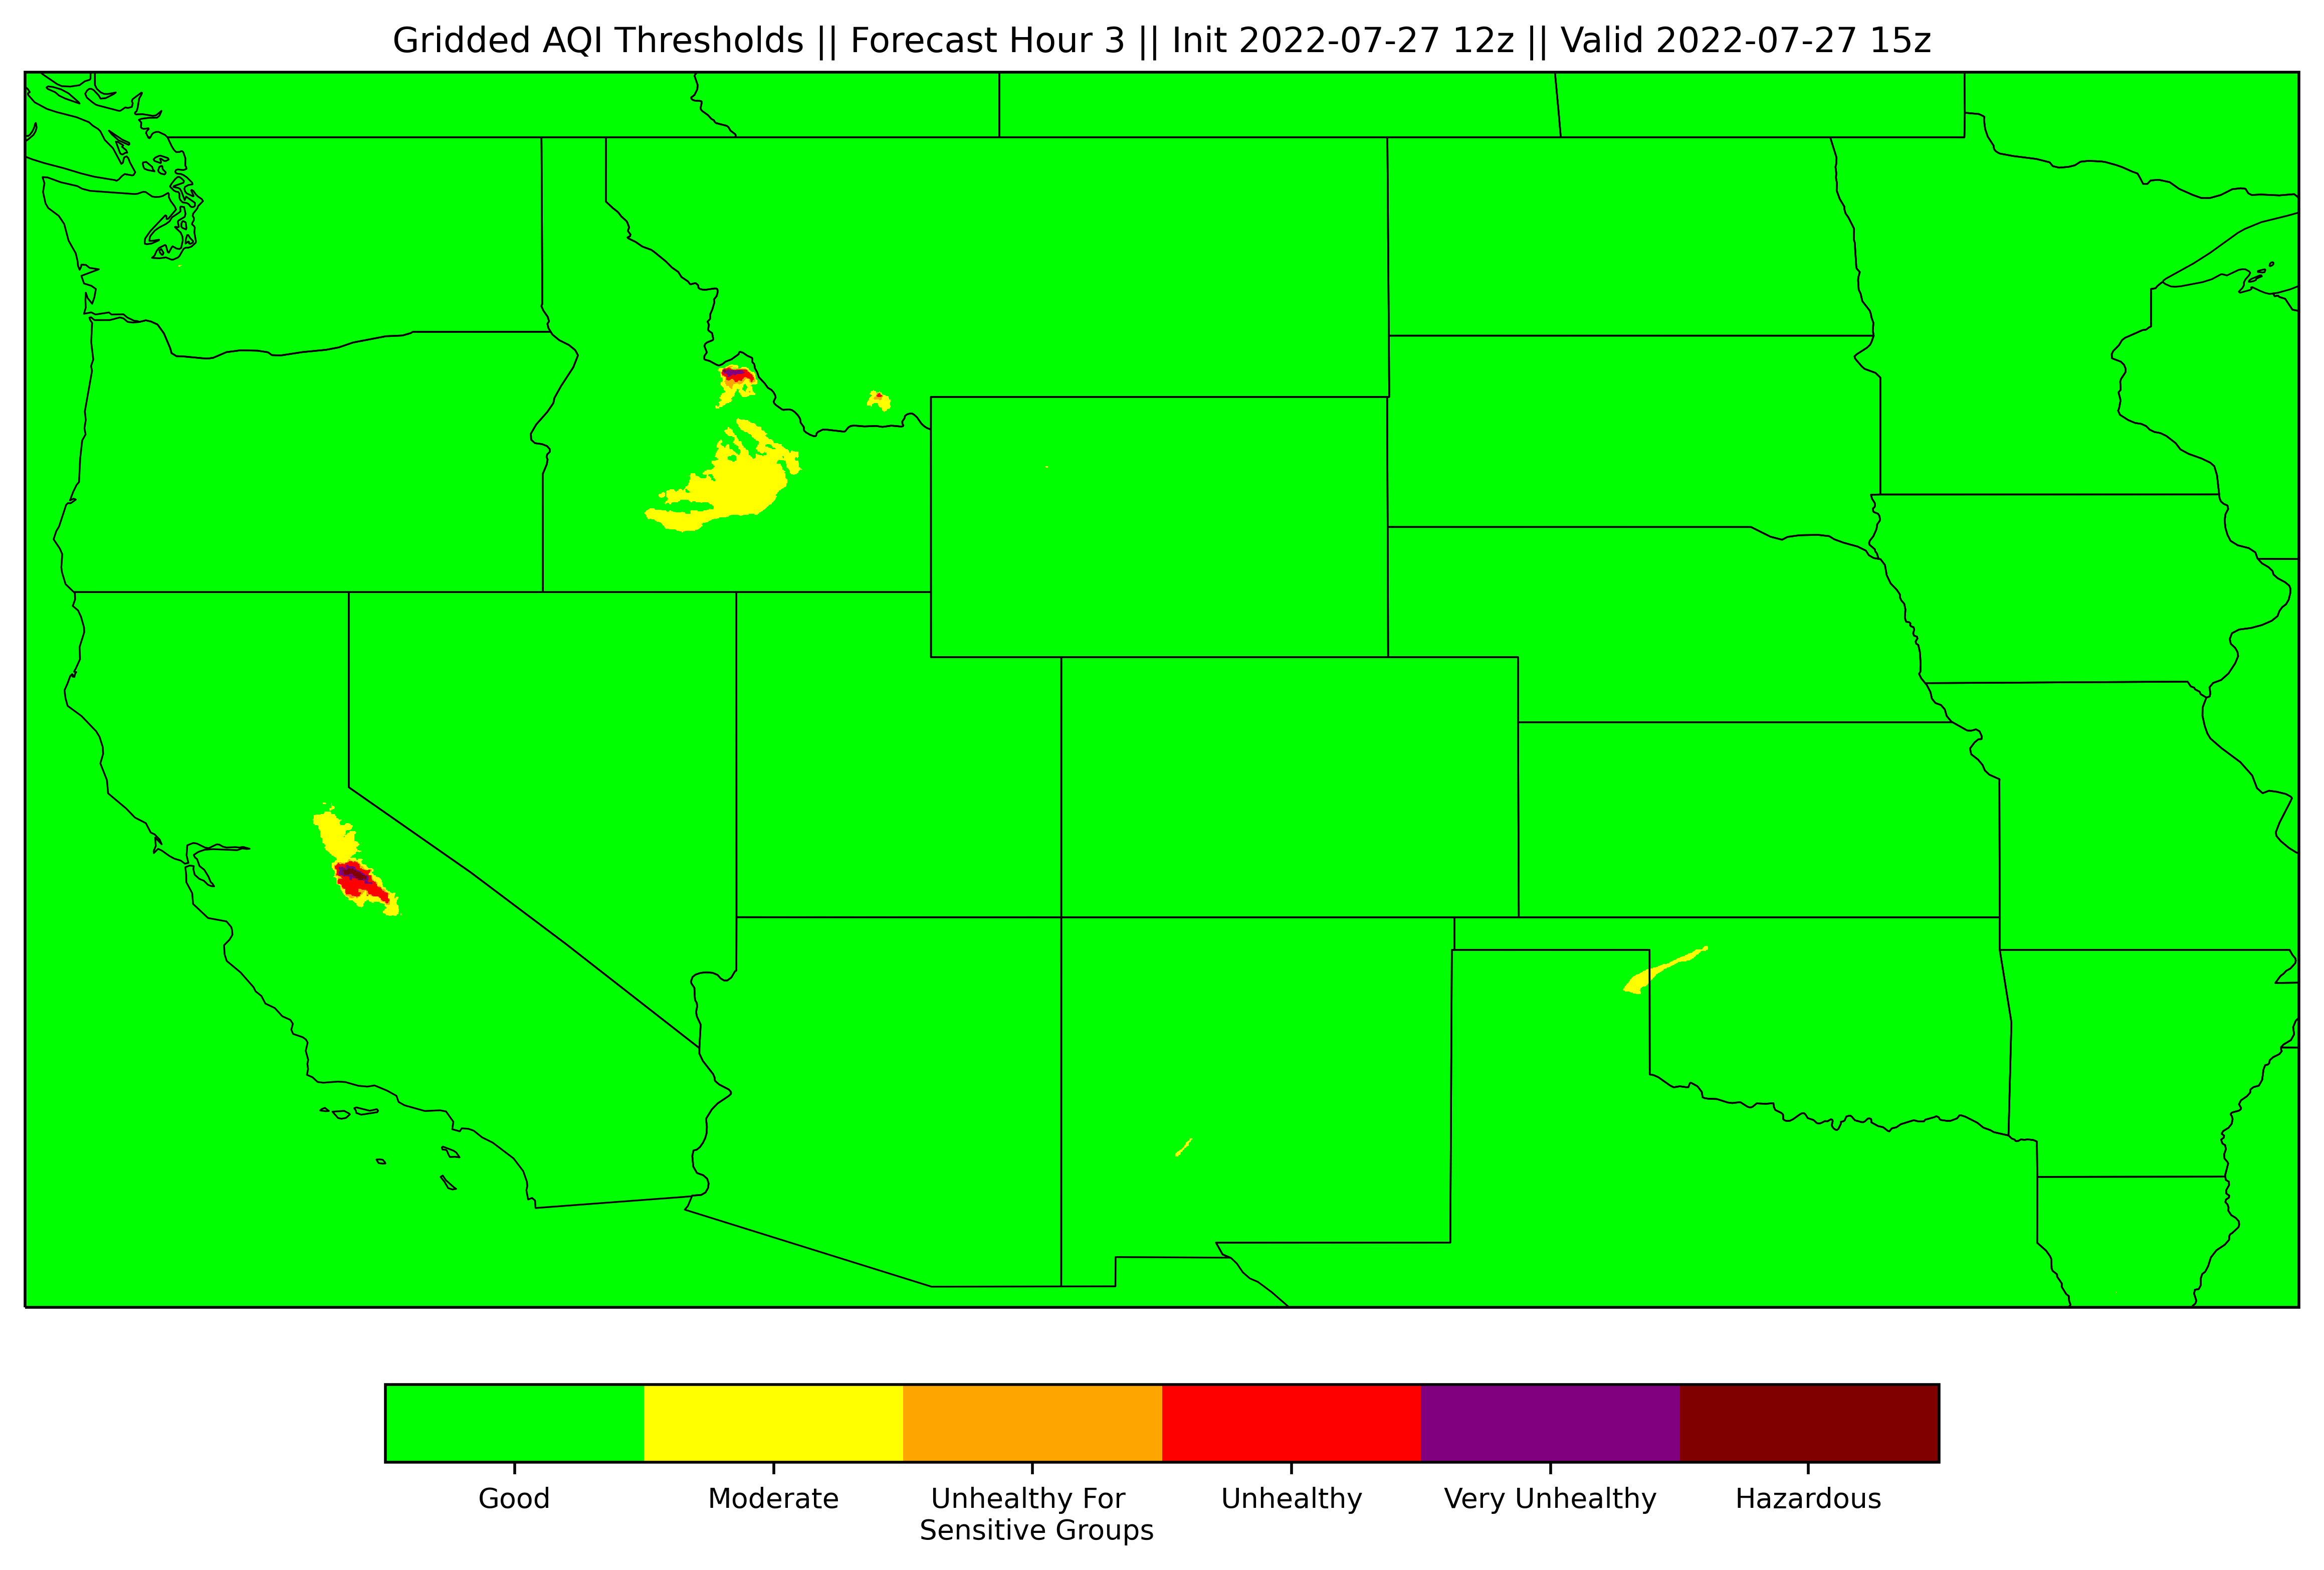 Gridded AQI Thresholds || Forecast Hour 3 || Init 2022-07-27 12z || Valid 2022-07-27 15z
Good
Moderate
Unhealthy For
Sensitive Groups
Unhealthy
Very Unhealthy
Hazardous